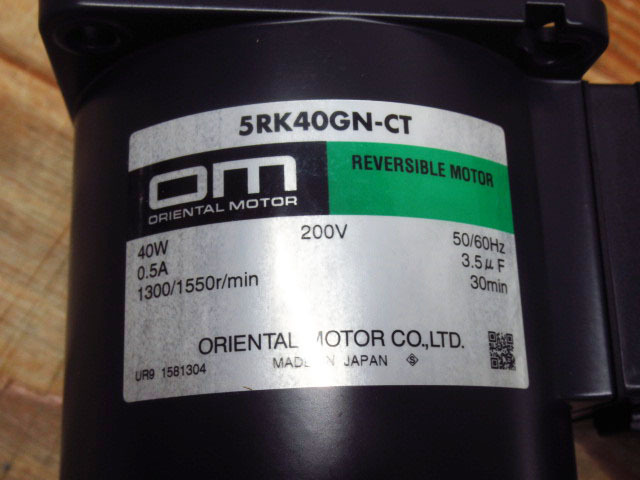 5RK40GN-CT
om
REVERSIBLE MOTOR
ORIENTAL MOTOR
40W 200V 50/60Hz
0.5A 3.5μF
1300/1550r/min 30min
ORIENTAL MOTOR CO.,LTD.
MADE IN JAPAN S
UR9 1581304